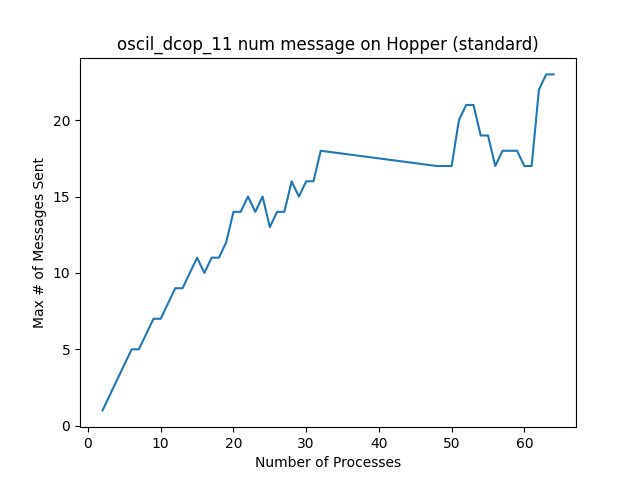 oscil_dcop_11 num message on Hopper (standard)
Max # of Messages Sent
20
15
10
5
0
0 10 20 30 40 50 60
Number of Processes